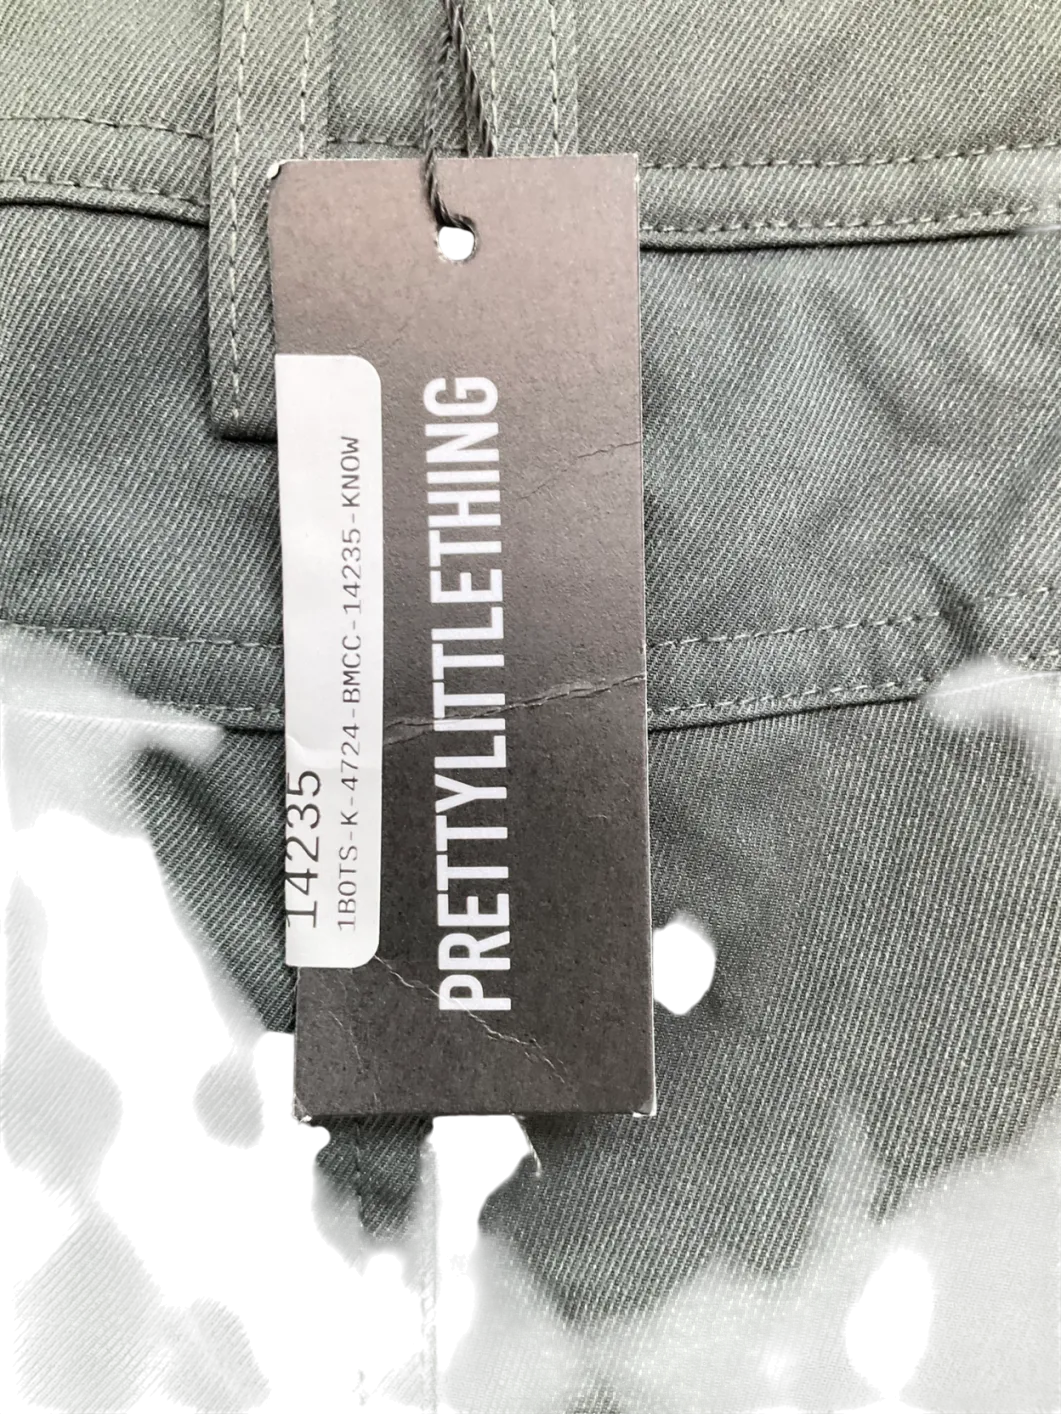 14235
1BOTS-K-4724-BMCC-14235-KNOW
PRETTYLITTLETHING